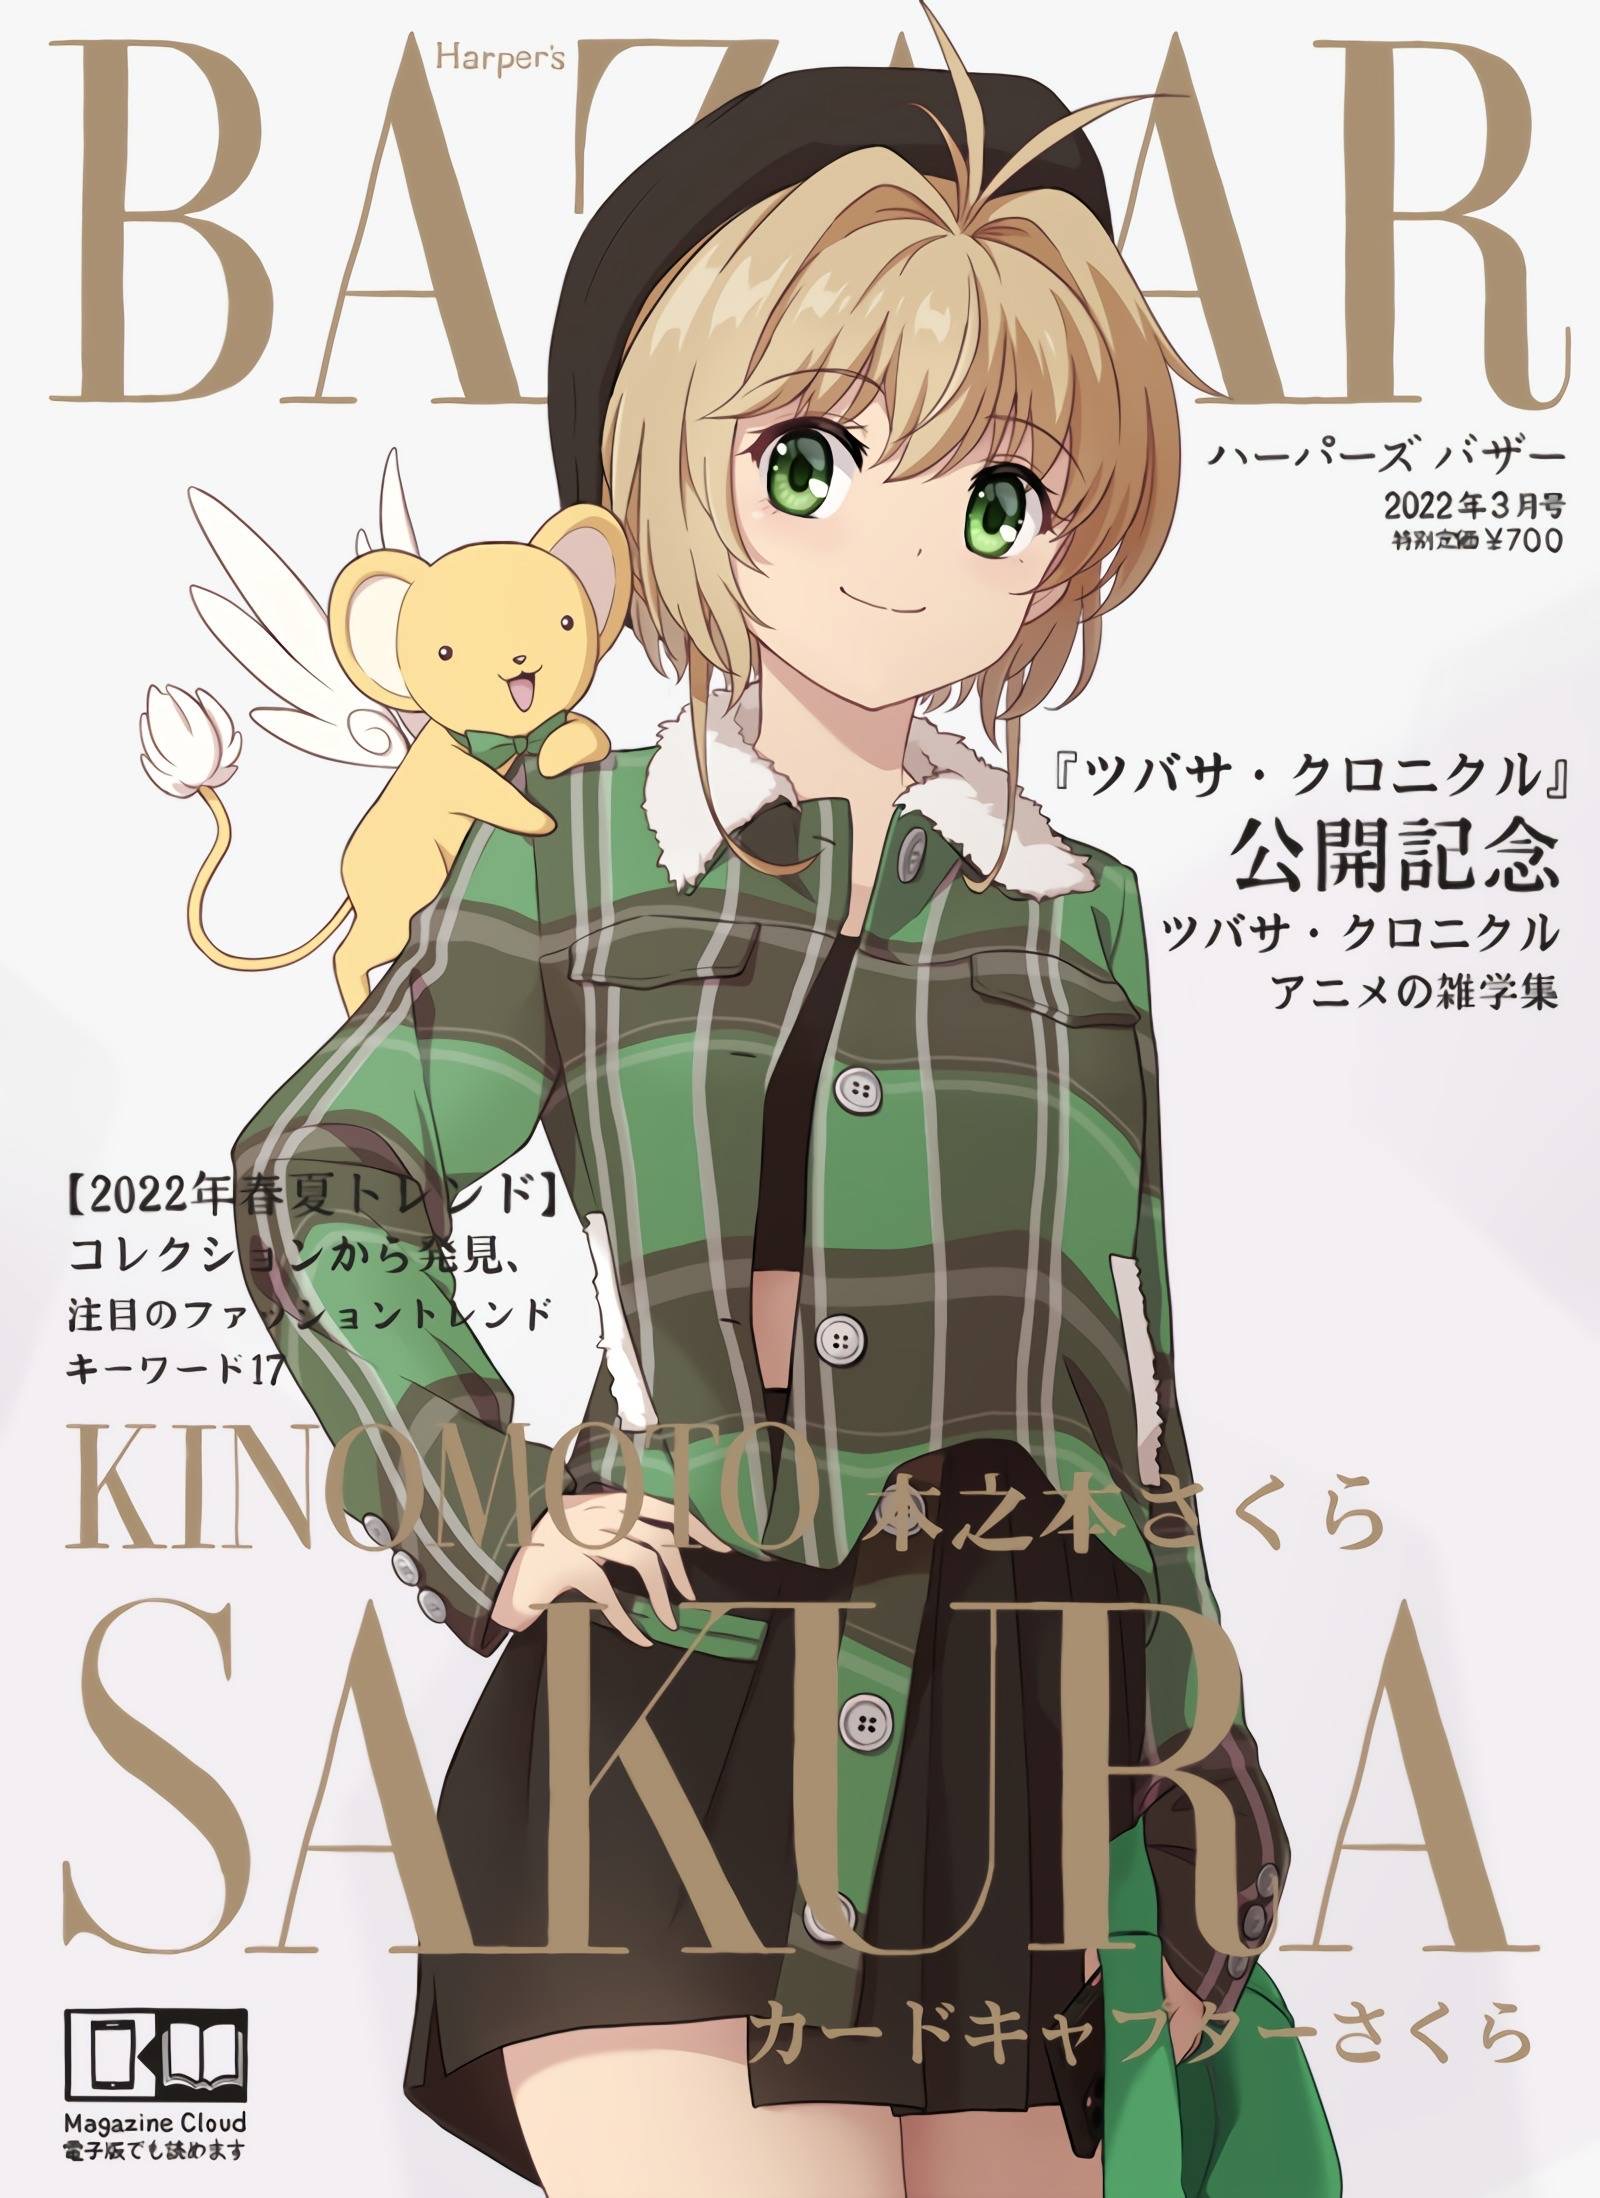 Harper's
BAZAAR
ハーパーズ バザー
2022年3月号
特別定価 ¥700
『ツバサ・クロニクル』
公開記念
ツバサ・クロニクル
アニメの雑学集
【2022年春夏トレンド】
コレクションから発見、
注目のファッショントレンド
キーワード17
KINOMOTO 木之本さくら
SAKURA
カードキャプターさくら
Magazine Cloud
電子版でも読めます